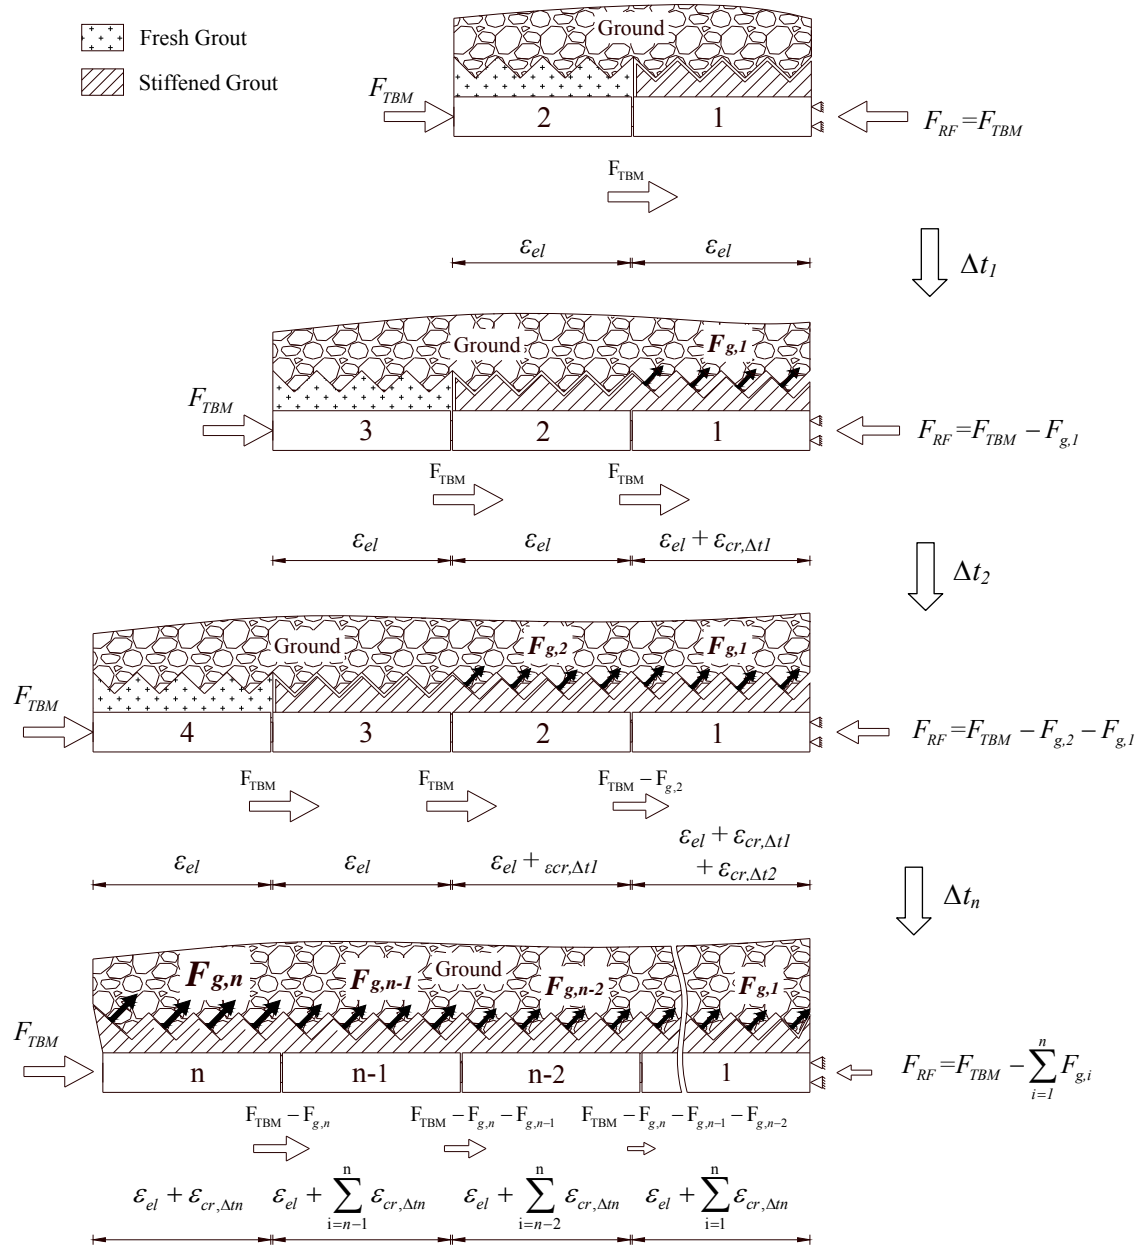 Fresh Grout
Stiffened Grout
Ground
F_TBM
2
1
F_RF = F_TBM
F_TBM
ε_el
ε_el
Δt_1
Ground
F_g,1
F_TBM
3
2
1
F_RF = F_TBM − F_g,1
F_TBM
F_TBM
ε_el
ε_el
ε_el + ε_cr,Δt1
Δt_2
Ground
F_g,2
F_g,1
F_TBM
4
3
2
1
F_RF = F_TBM − F_g,2 − F_g,1
F_TBM
F_TBM
F_TBM − F_g,2
ε_el
ε_el
ε_el + εcr,Δt1
ε_el + ε_cr,Δt1
+ ε_cr,Δt2
Δt_n
F_g,n
F_g,n-1
Ground
F_g,n-2
F_g,1
F_TBM
n
n-1
n-2
1
F_RF = F_TBM − ∑_{i=1}^{n} F_g,i
F_TBM − F_g,n
F_TBM − F_g,n − F_g,n−1
F_TBM − F_g,n − F_g,n−1 − F_g,n−2
ε_el + ε_cr,Δtn
ε_el + ∑_{i=n−1}^{n} ε_cr,Δtn
ε_el + ∑_{i=n−2}^{n} ε_cr,Δtn
ε_el + ∑_{i=1}^{n} ε_cr,Δtn